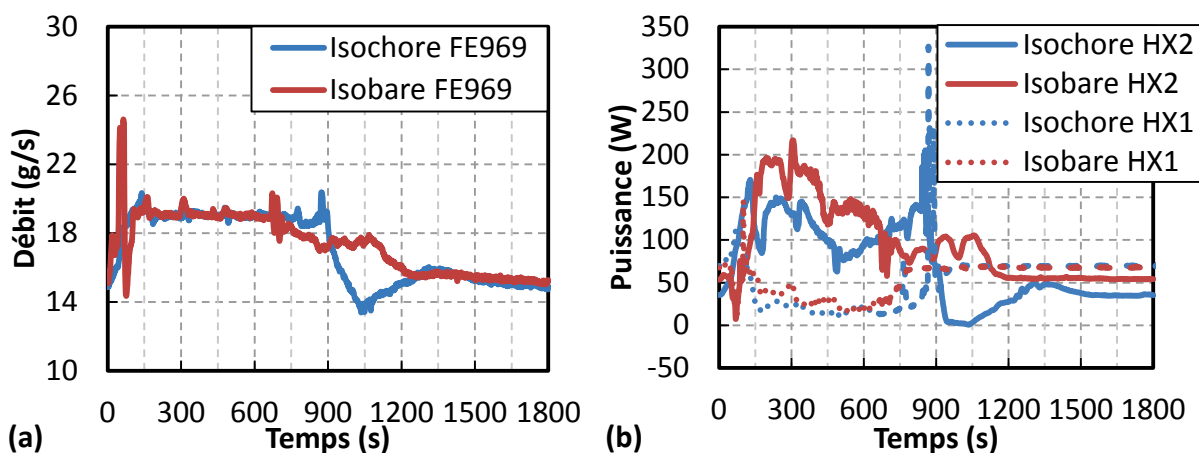 30
26
22
18
14
10
Débit (g/s)
Isochore FE969
Isobare FE969
0 300 600 900 1200 1500 1800
Temps (s)
(a)
350
300
250
200
150
100
50
0
-50
Puissance (W)
Isochore HX2
Isobare HX2
Isochore HX1
Isobare HX1
0 300 600 900 1200 1500 1800
Temps (s)
(b)